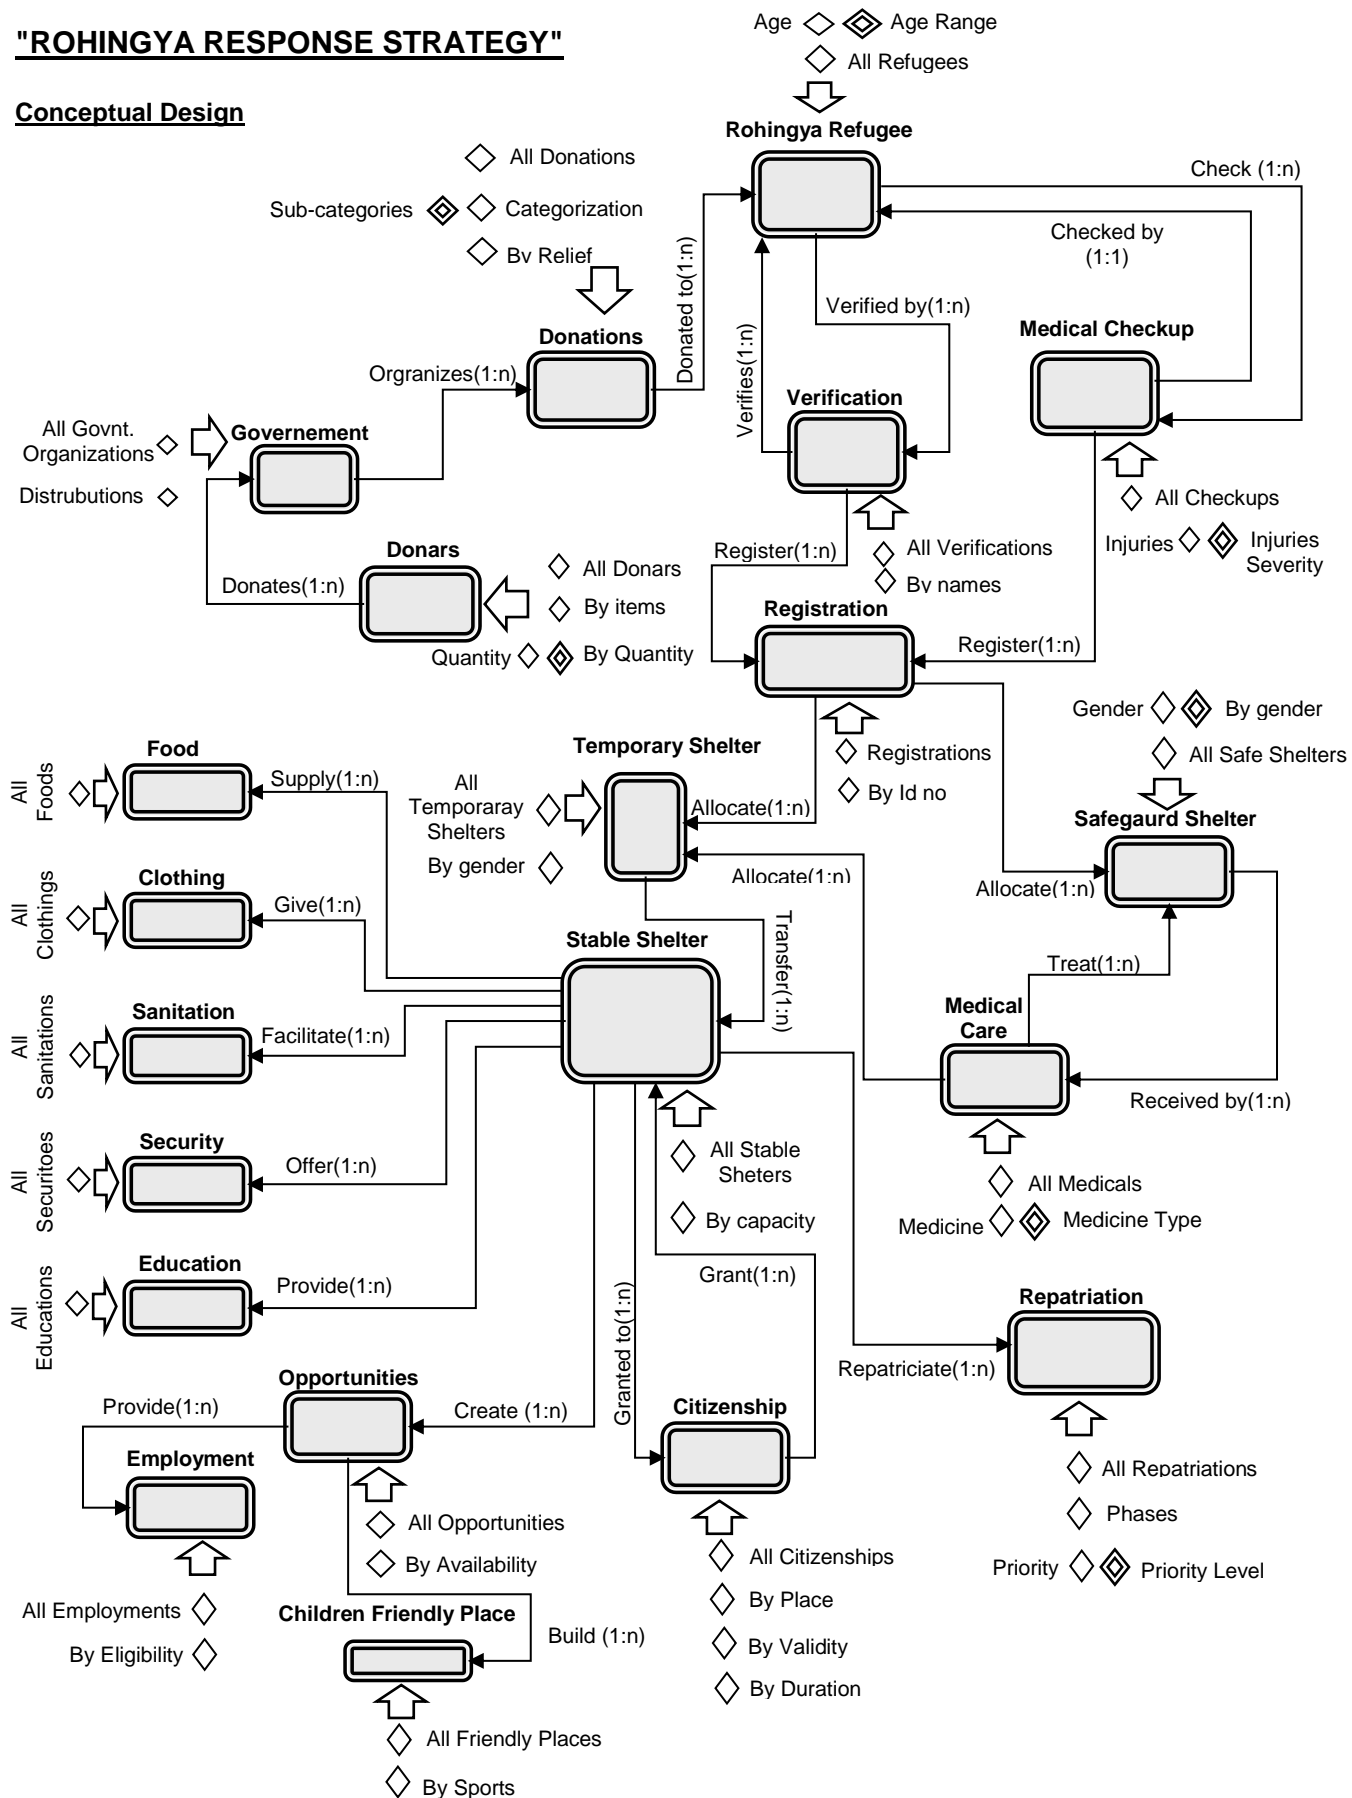 "ROHINGYA RESPONSE STRATEGY"
Conceptual Design
Age
Age Range
All Refugees
Rohingya Refugee
All Donations
Sub-categories
Categorization
By Relief
Check (1:n)
Checked by
(1:1)
Donated to(1:n)
Verified by(1:n)
Verifies(1:n)
Medical Checkup
Donations
Orgranizes(1:n)
Verification
All Govnt.
Organizations
Governement
Distrubutions
All Checkups
Injuries
Injuries
Severity
Donars
Donates(1:n)
All Donars
By items
Quantity
By Quantity
Register(1:n)
All Verifications
By names
Registration
Register(1:n)
Gender
By gender
All Safe Shelters
Registrations
By Id no
Temporary Shelter
All
Temporaray
Shelters
By gender
Allocate(1:n)
Allocate(1:n)
Safegaurd Shelter
Allocate(1:n)
Food
All
Foods
Supply(1:n)
Clothing
All
Clothings
Give(1:n)
Stable Shelter
Transfer(1:n)
Treat(1:n)
Medical
Care
Received by(1:n)
Sanitation
All
Sanitations
Facilitate(1:n)
Security
All
Securitoes
Offer(1:n)
All Stable
Sheters
By capacity
All Medicals
Medicine
Medicine Type
Education
All
Educations
Provide(1:n)
Grant(1:n)
Granted to(1:n)
Repatriation
Repatriciate(1:n)
Opportunities
Provide(1:n)
Create (1:n)
Citizenship
Employment
All Repatriations
Phases
Priority
Priority Level
All Opportunities
By Availability
All Citizenships
By Place
By Validity
By Duration
All Employments
By Eligibility
Children Friendly Place
Build (1:n)
All Friendly Places
By Sports